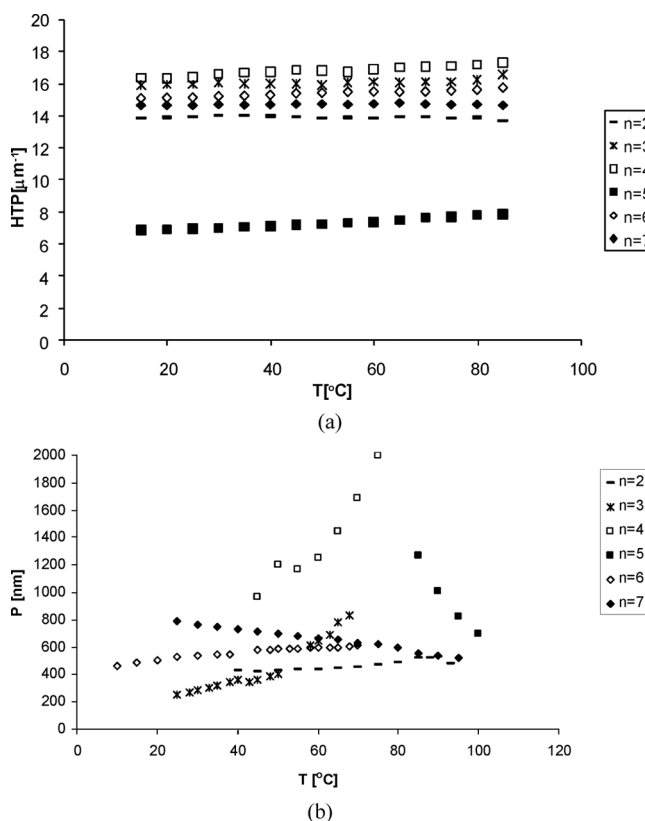 20
18
16
14
12
10
8
6
4
2
0
HTP[µm⁻¹]
0 20 40 60 80 100
T[°C]
n=2
n=3
n=4
n=5
n=6
n=7
(a)
2000
1800
1600
1400
1200
1000
800
600
400
200
0
P [nm]
0 20 40 60 80 100 120
T [°C]
n=2
n=3
n=4
n=5
n=6
n=7
(b)